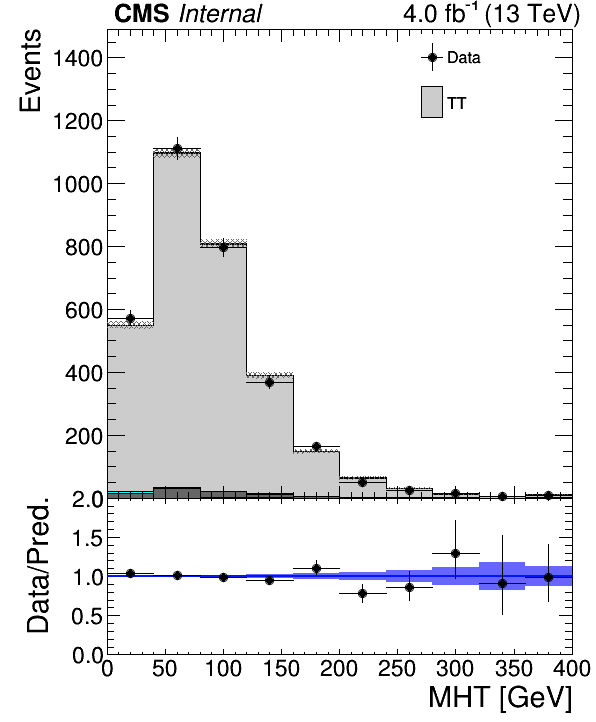 CMS Internal 4.0 fb⁻¹ (13 TeV)
Events
1400
1200
1000
800
600
400
200
Data
TT
Data/Pred.
2.0
1.5
1.0
0.5
0.0
0 50 100 150 200 250 300 350 400
MHT [GeV]